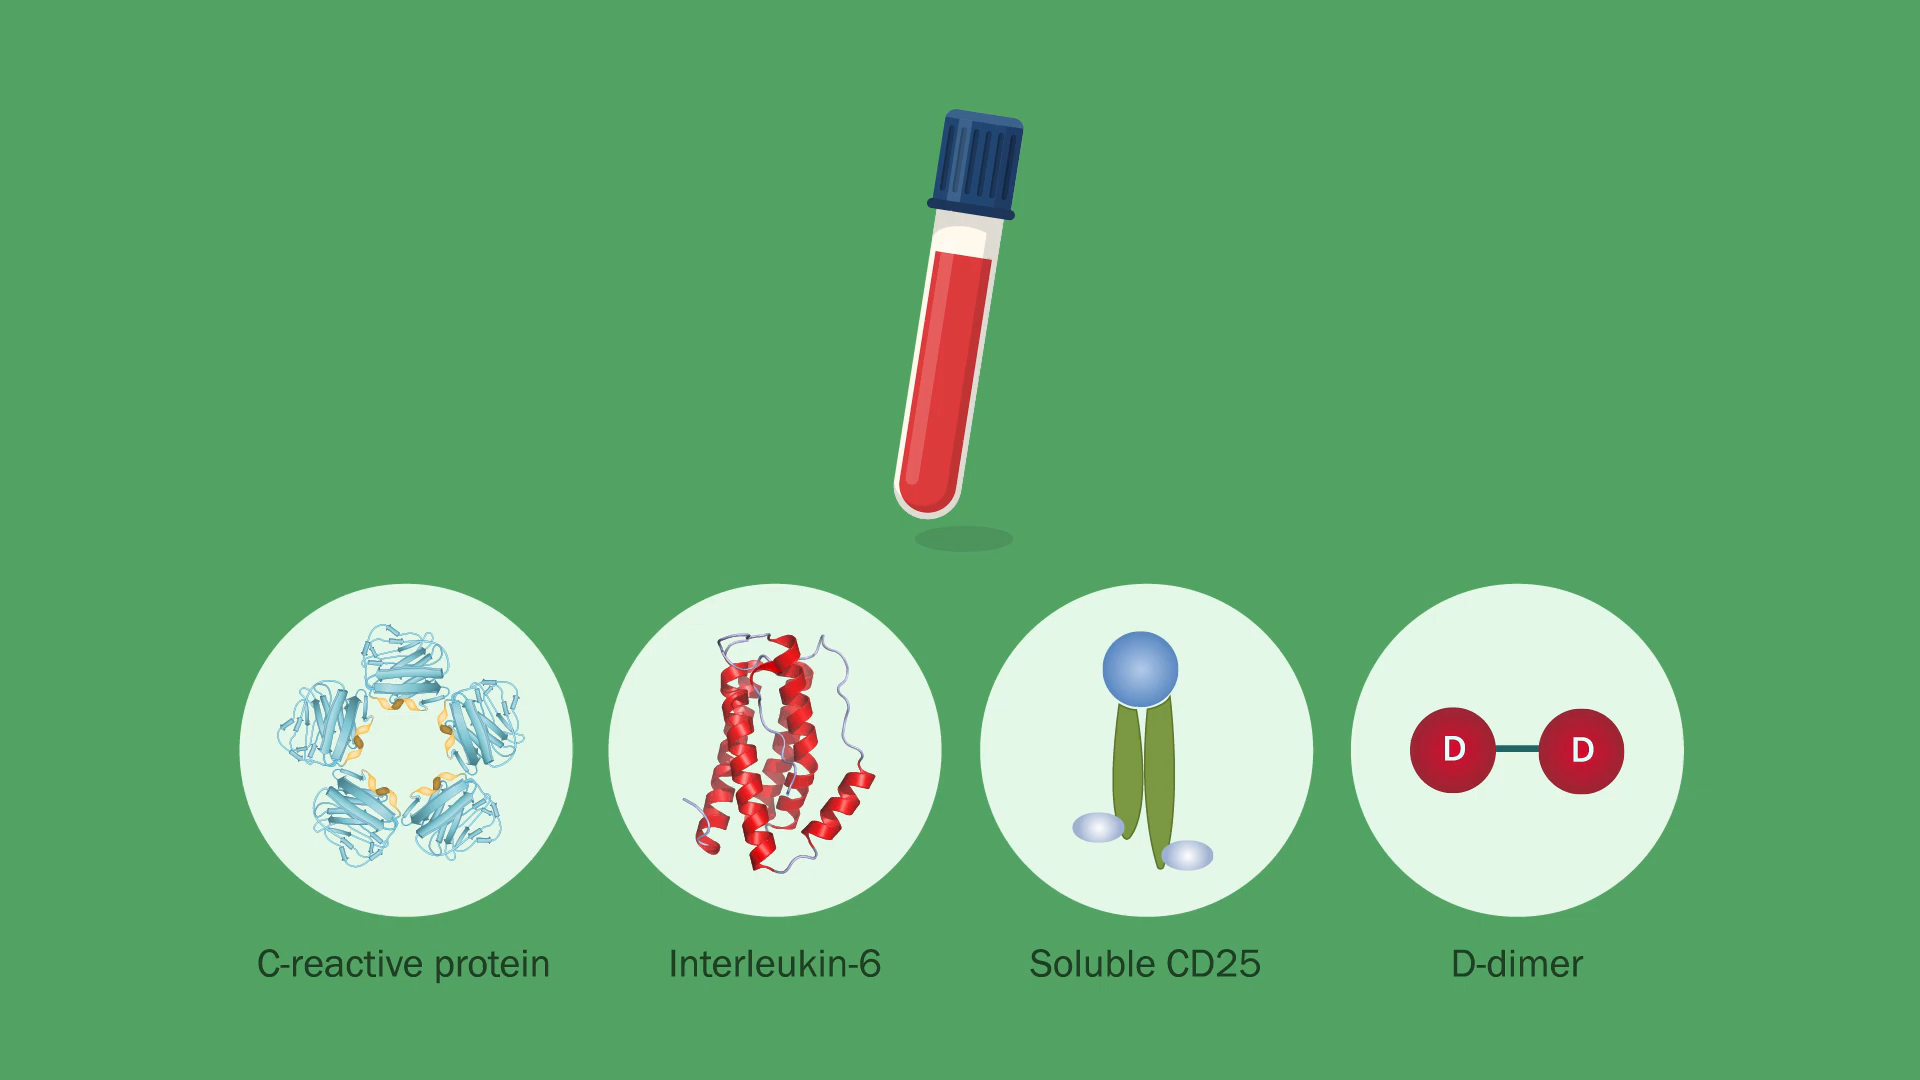 D D
C-reactive protein
Interleukin-6
Soluble CD25
D-dimer